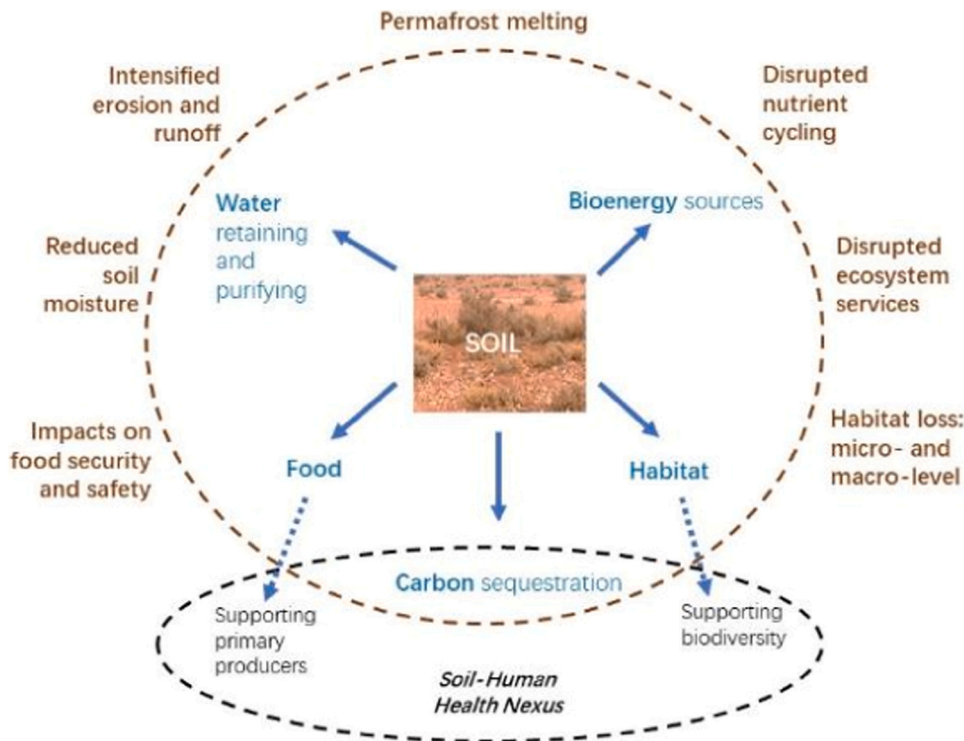 Permafrost melting
Intensified
erosion and
runoff
Disrupted
nutrient
cycling
Water
retaining
and
purifying
Bioenergy sources
Reduced
soil
moisture
Disrupted
ecosystem
services
SOIL
Impacts on
food security
and safety
Food
Habitat
Habitat loss:
micro- and
macro-level
Carbon sequestration
Supporting
primary
producers
Supporting
biodiversity
Soil-Human
Health Nexus